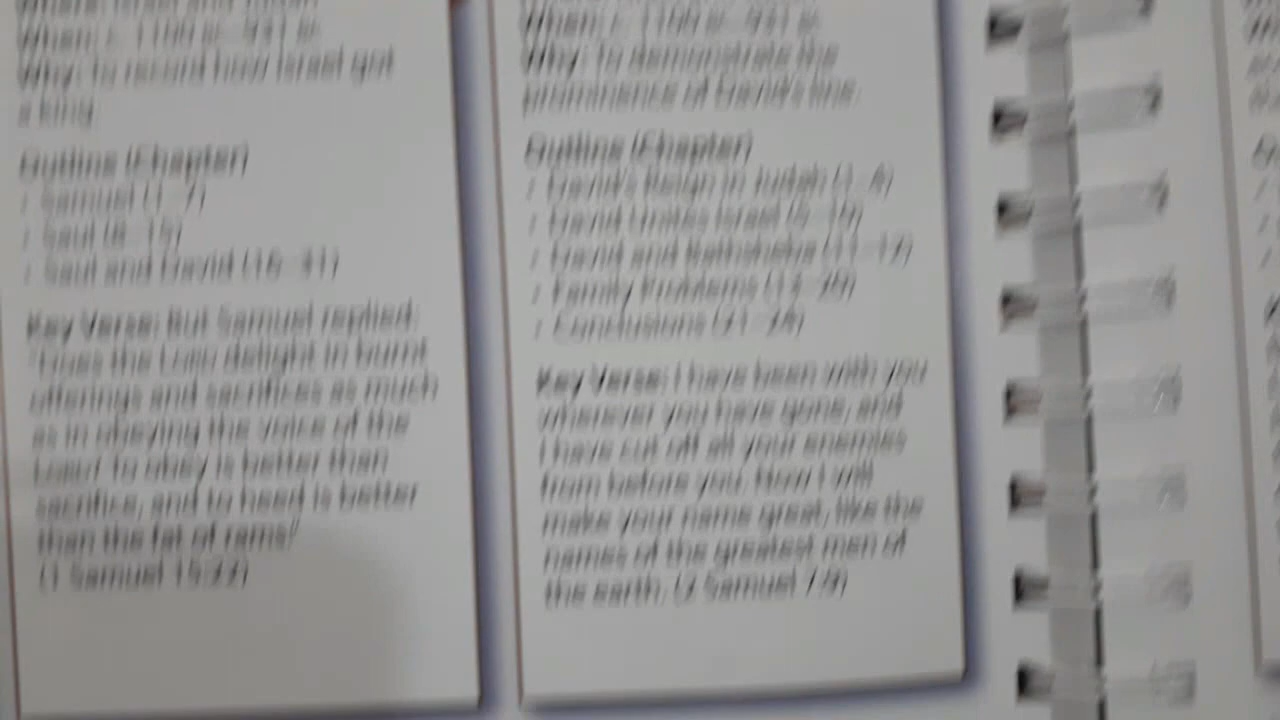 Why: To record how Israel got
a king
Outline (Chapter)
Samuel (1–7)
Saul (8–15)
Saul and David (16–31)
Key Verse: But Samuel replied:
"Does the LORD delight in burnt
offerings and sacrifices as much
as in obeying the voice of the
LORD? To obey is better than
sacrifice, and to heed is better
than the fat of rams"
(1 Samuel 15:22)
Why: To demonstrate the
prominence of David's line.
Outline (Chapter)
David's Reign in Judah (1–4)
David Unites Israel (5–10)
David and Bathsheba (11–12)
Family Problems (13–20)
Conclusions (21–24)
Key Verse: I have been with you
wherever you have gone, and
I have cut off all your enemies
from before you. Now I will
make your name great, like the
names of the greatest men of
the earth. (2 Samuel 7:9)